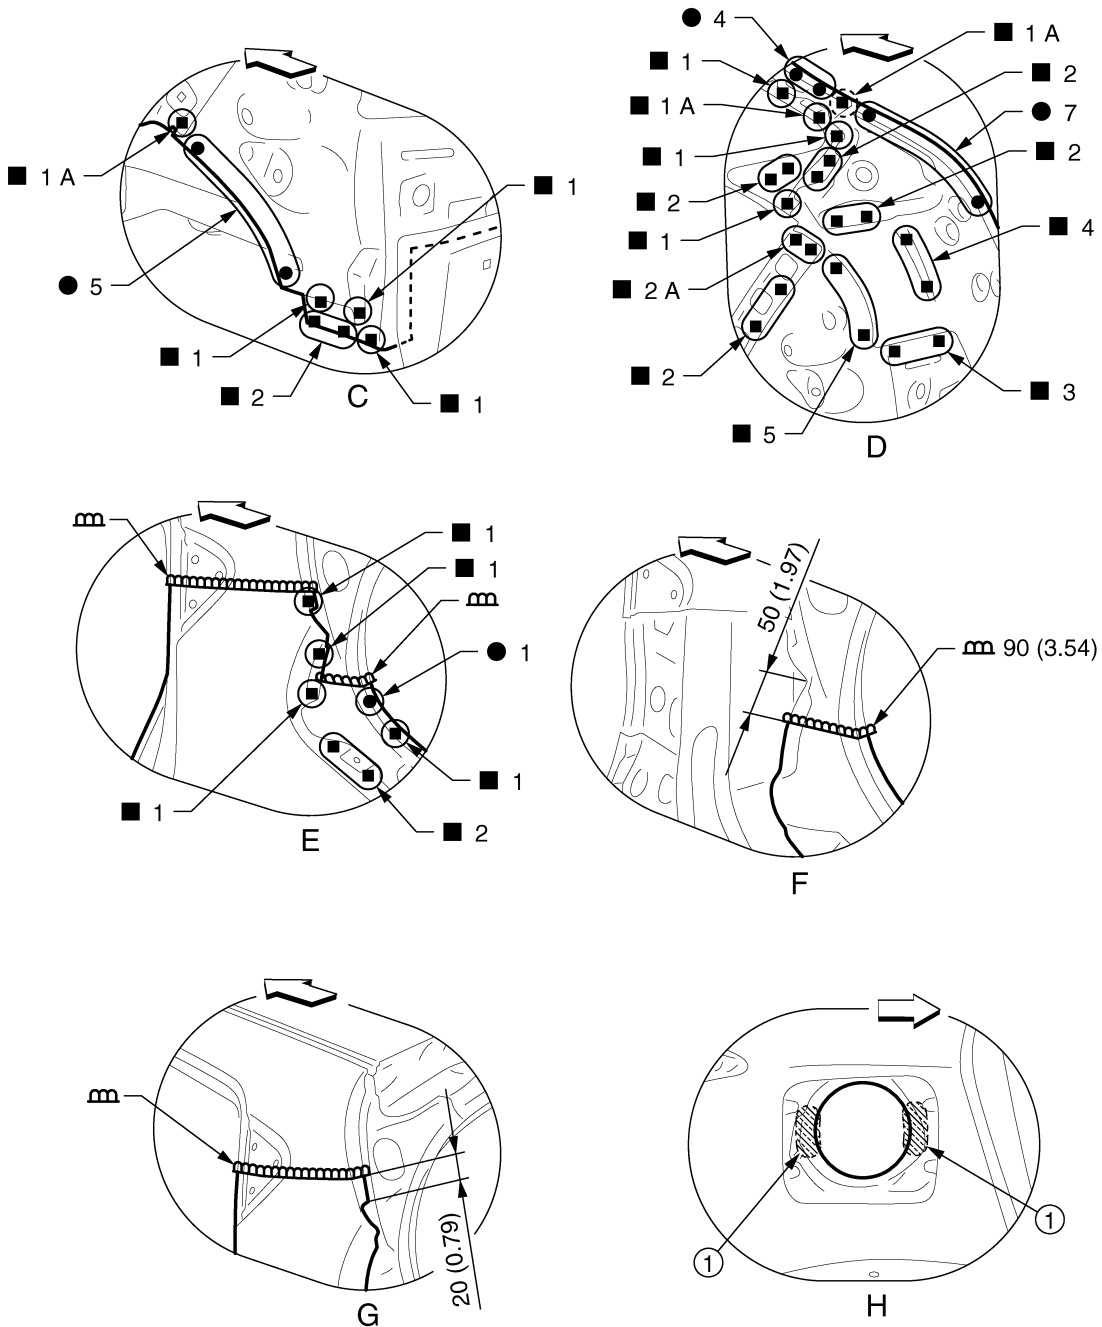 ■ 1 A
● 5
■ 1
■ 2
■ 1
■ 1
C
● 4
■ 1
■ 1 A
■ 1
■ 2
■ 1
■ 2 A
■ 2
■ 5
■ 1 A
■ 2
● 7
■ 2
■ 4
■ 3
D
■ 1
■ 1
● 1
■ 1
■ 2
■ 1
E
50 (1.97)
90 (3.54)
F
20 (0.79)
G
1
1
H